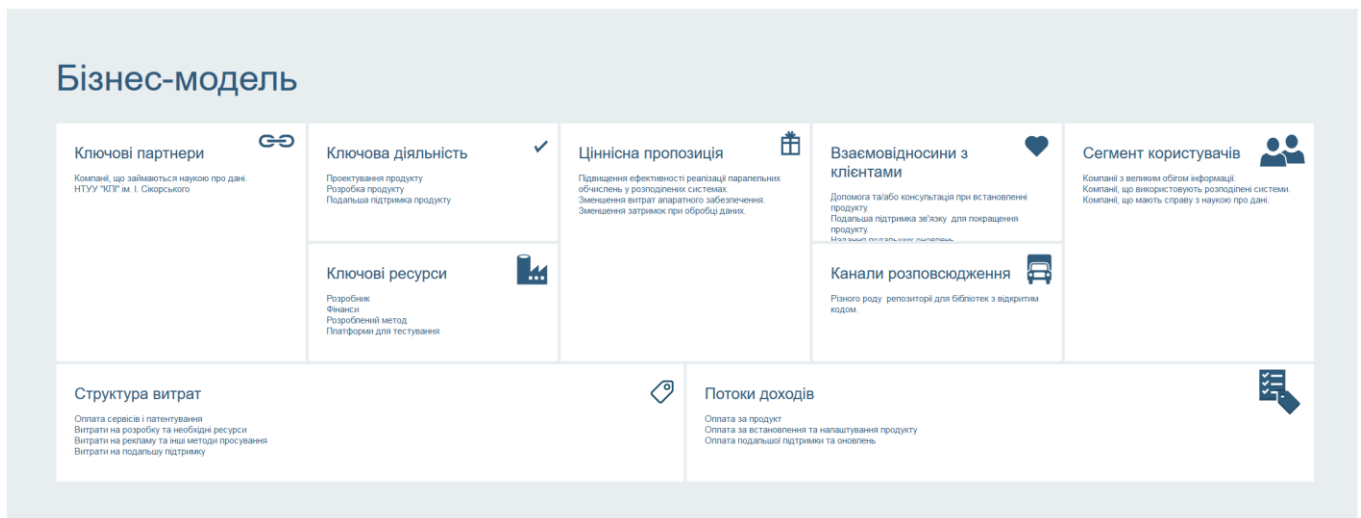 Бізнес-модель
Ключові партнери
Компанії, що займаються наукою про дані.
НТУУ "КПІ" ім. І. Сікорського
Ключова діяльність
Проектування продукту
Розробка продукту
Подальша підтримка продукту
Ключові ресурси
Розробник
Фінанси
Розроблений метод
Платформи для тестування
Ціннісна пропозиція
Підвищення ефективності реалізації паралельних
обчислень у розподілених системах.
Зменшення витрат апаратного забезпечення.
Зменшення затримок при обробці даних.
Взаємовідносини з
клієнтами
Допомога та/або консультація при встановленні
продукту.
Подальша підтримка зв'язку для покращення
продукту.
Надання подальших оновлень
Канали розповсюдження
Різного роду репозиторії для бібліотек з відкритим
кодом.
Сегмент користувачів
Компанії з великим обігом інформації.
Компанії, що використовують розподілені системи.
Компанії, що мають справу з наукою про дані.
Структура витрат
Оплата сервісів і патентування
Витрати на розробку та необхідні ресурси
Витрати на рекламу та інші методи просування
Витрати на подальшу підтримку
Потоки доходів
Оплата за продукт
Оплата за встановлення та налаштування продукту
Оплата подальшої підтримки та оновлень